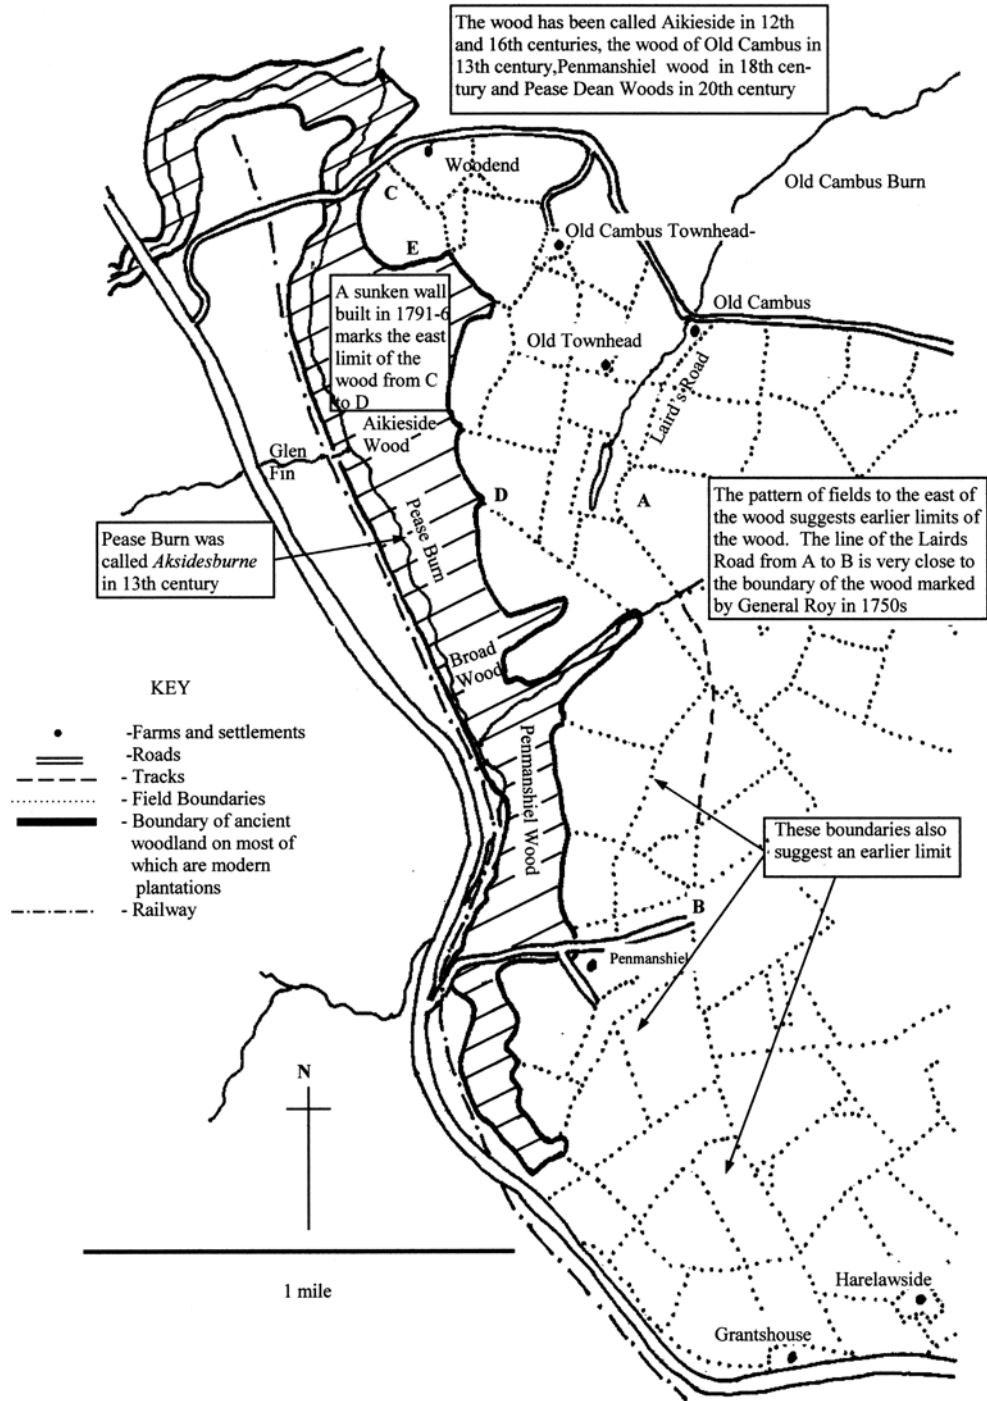 The wood has been called Aikieside in 12th
and 16th centuries, the wood of Old Cambus in
13th century,Penmanshiel wood in 18th cen-
tury and Pease Dean Woods in 20th century
Woodend
Old Cambus Burn
C
Old Cambus Townhead-
E
A sunken wall
built in 1791-6
marks the east
limit of the
wood from C
to D
Old Cambus
Old Townhead
Laird's Road
Aikieside
Wood
Glen
Fin
D
A
The pattern of fields to the east of
the wood suggests earlier limits of
the wood. The line of the Lairds
Road from A to B is very close to
the boundary of the wood marked
by General Roy in 1750s
Pease Burn
Pease Burn was
called Aksidesburne
in 13th century
Broad
Wood
KEY
-Farms and settlements
-Roads
- Tracks
- Field Boundaries
- Boundary of ancient
woodland on most of
which are modern
plantations
- Railway
Penmanshiel Wood
These boundaries also
suggest an earlier limit
B
Penmanshiel
N
1 mile
Harelawside
Grantshouse